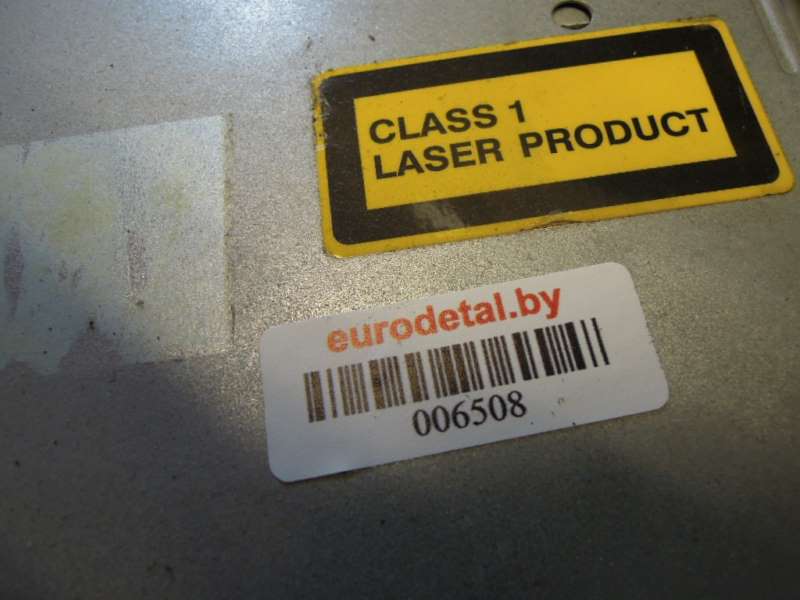 CLASS 1
LASER PRODUCT
eurodetal.by
006508